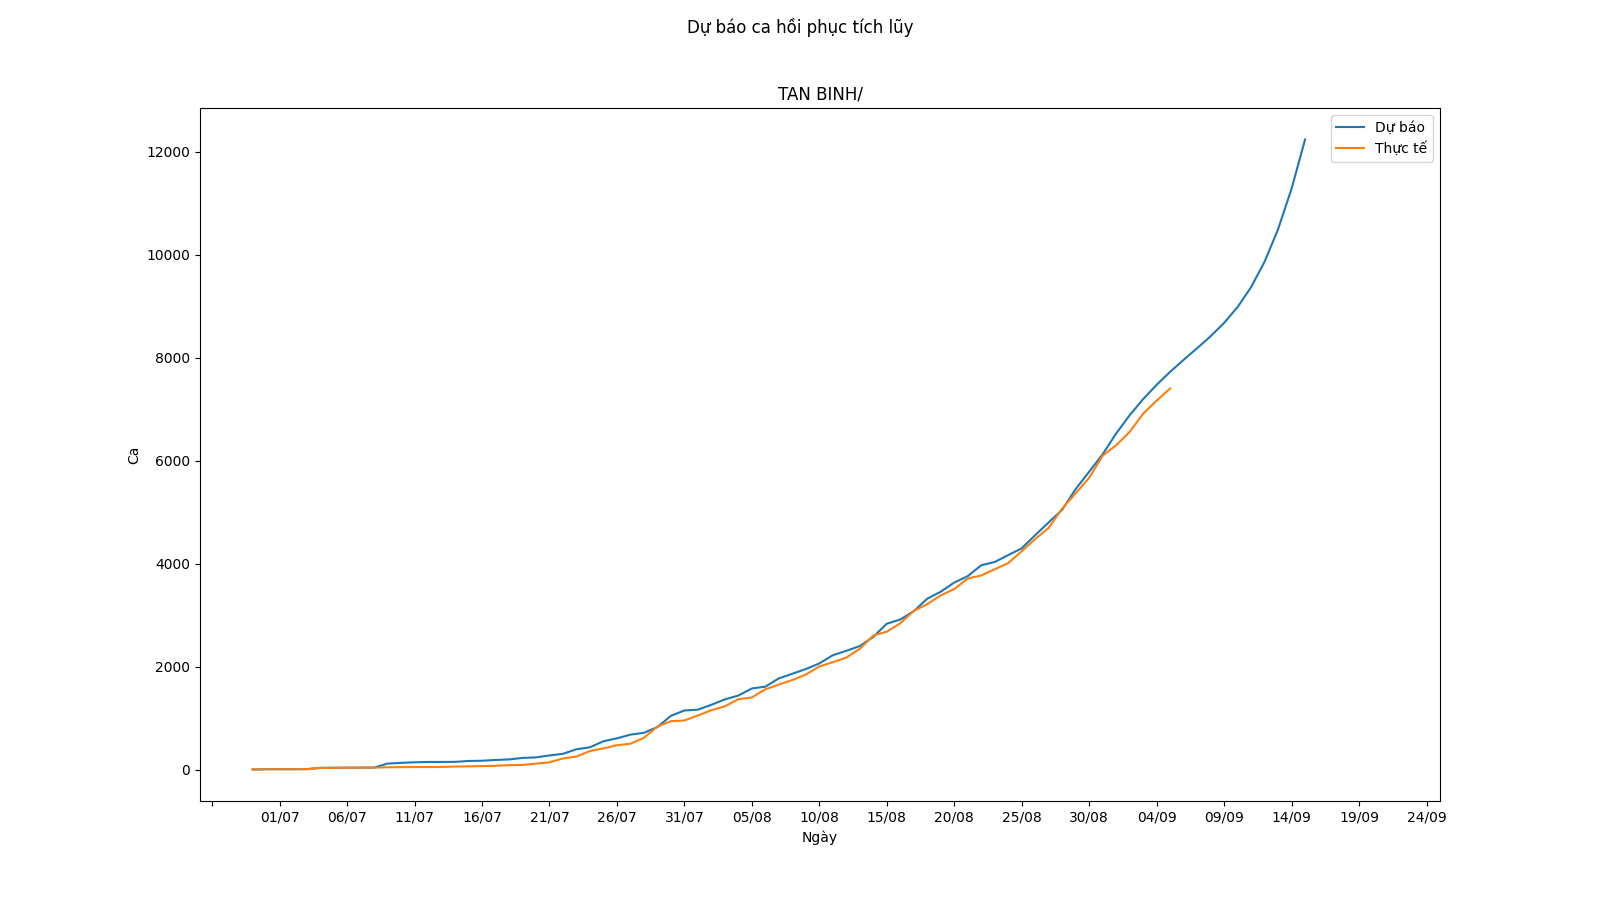 Dự báo ca hồi phục tích lũy
TAN BINH/
Dự báo
Thực tế
12000
10000
8000
6000
4000
2000
0
Ca
01/07 06/07 11/07 16/07 21/07 26/07 31/07 05/08 10/08 15/08 20/08 25/08 30/08 04/09 09/09 14/09 19/09 24/09
Ngày